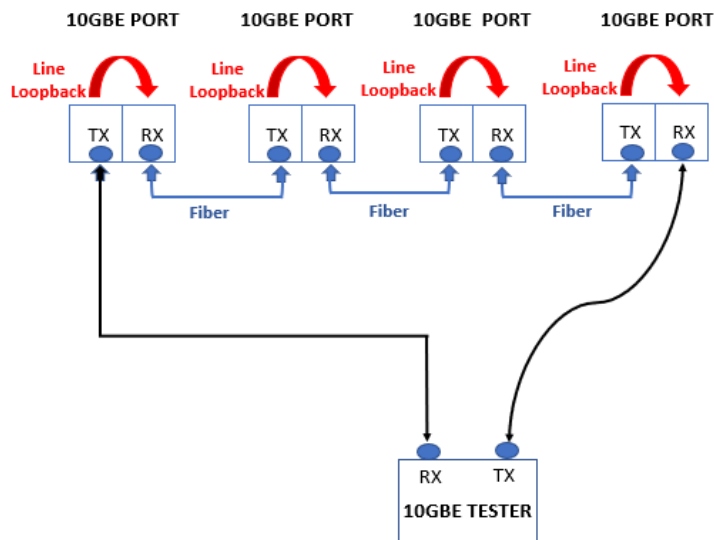 10GBE PORT
10GBE PORT
10GBE PORT
10GBE PORT
Line
Loopback
Line
Loopback
Line
Loopback
Line
Loopback
TX
RX
TX
RX
TX
RX
TX
RX
Fiber
Fiber
Fiber
RX
TX
10GBE TESTER